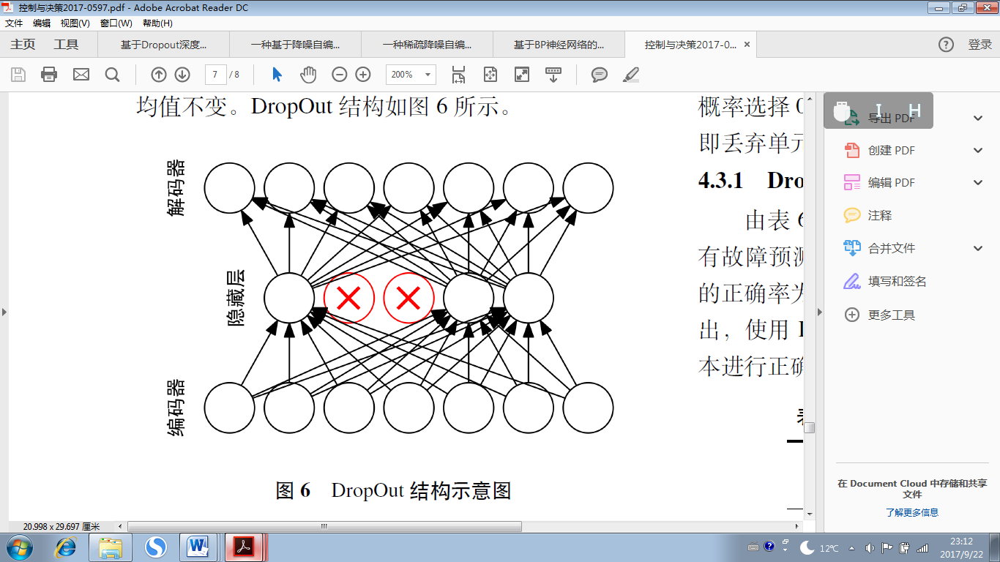 控制与决策2017-0597.pdf - Adobe Acrobat Reader DC
文件 编辑 视图(V) 窗口(W) 帮助(H)
主页 工具 基于Dropout深度... 一种基于降噪自编... 一种稀疏降噪自编... 基于BP神经网络的... 控制与决策2017-0... × ? 登录
7 / 8 200%
均值不变。DropOut 结构如图 6 所示。
解码器
隐藏层
编码器
图 6 DropOut 结构示意图
概率选择 0
即丢弃单元
4.3.1 Dro
由表 6
有故障预测
的正确率为
出，使用
本进行正确
I H
导出 PDF
创建 PDF
编辑 PDF
注释
合并文件
填写和签名
更多工具
在 Document Cloud 中存储和共享
文件
了解更多信息
20.998 x 29.697 厘米
12℃
23:12
2017/9/22